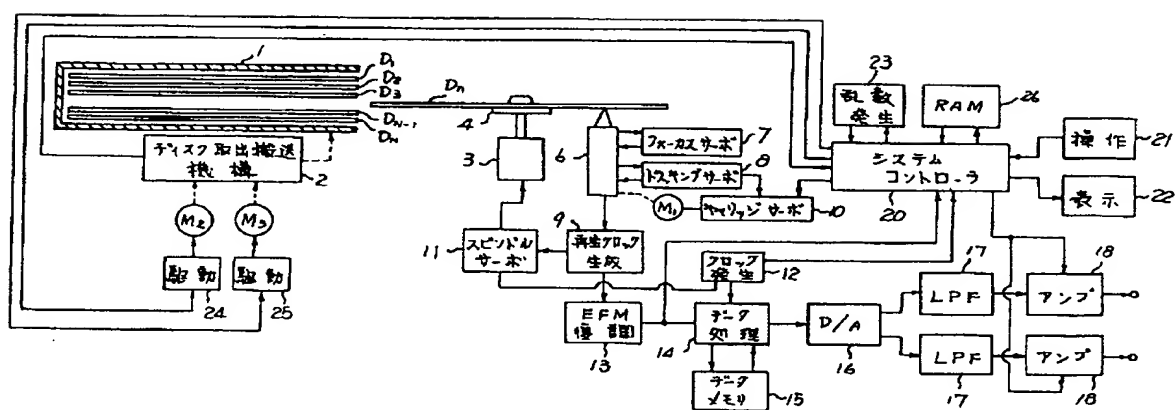 1
D1
D2
D3
DN-1
DN
ディスク取出搬送
機構
2
M2
M3
駆動
24
駆動
25
Dn
4
3
6
フォーカスサーボ
7
トラッキングサーボ
8
M1
キャリッジサーボ
10
9
再生クロック
生成
スピンドル
サーボ
11
クロック
発生
12
EFM
復調
13
データ
処理
14
データ
メモリ
15
D/A
16
17
LPF
LPF
17
18
アンプ
アンプ
18
23
乱数
発生
RAM
26
システム
コントローラ
20
操作
21
表示
22